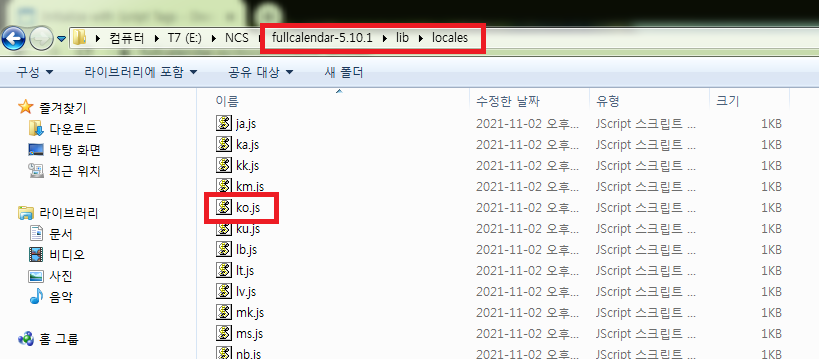 컴퓨터 ▸ T7 (E:) ▸ NCS ▸ fullcalendar-5.10.1 ▸ lib ▸ locales
구성 라이브러리에 포함 공유 대상 새 폴더
즐겨찾기
다운로드
바탕 화면
최근 위치
라이브러리
문서
비디오
사진
음악
홈 그룹
이름 수정한 날짜 유형 크기
ja.js 2021-11-02 오후... JScript 스크립트 ... 1KB
ka.js 2021-11-02 오후... JScript 스크립트 ... 1KB
kk.js 2021-11-02 오후... JScript 스크립트 ... 1KB
km.js 2021-11-02 오후... JScript 스크립트 ... 1KB
ko.js 2021-11-02 오후... JScript 스크립트 ... 1KB
ku.js 2021-11-02 오후... JScript 스크립트 ... 1KB
lb.js 2021-11-02 오후... JScript 스크립트 ... 1KB
lt.js 2021-11-02 오후... JScript 스크립트 ... 1KB
lv.js 2021-11-02 오후... JScript 스크립트 ... 1KB
mk.js 2021-11-02 오후... JScript 스크립트 ... 1KB
ms.js 2021-11-02 오후... JScript 스크립트 ... 1KB
nb.js 2021-11-02 오후... JScript 스크립트 ... 1KB